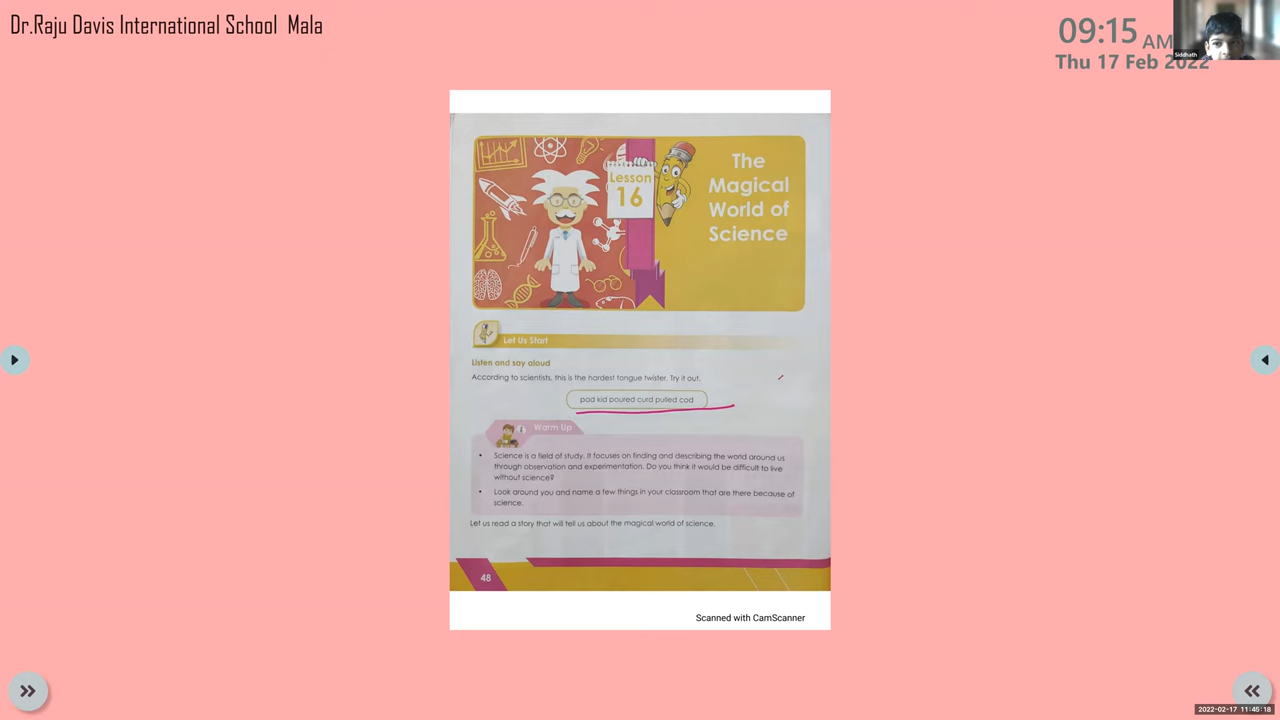 Dr.Raju Davis International School Mala
09:15 AM
Thu 17 Feb 2022
Siddhath
Lesson
16
The
Magical
World of
Science
Let Us Start
Listen and say aloud
According to scientists, this is the hardest tongue twister. Try it out.
pad kid poured curd pulled cod
Warm Up
• Science is a field of study. It focuses on finding and describing the world around us
through observation and experimentation. Do you think it would be difficult to live
without science?
• Look around you and name a few things in your classroom that are there because of
science.
Let us read a story that will tell us about the magical world of science.
48
Scanned with CamScanner
2022-02-17 11:45:18